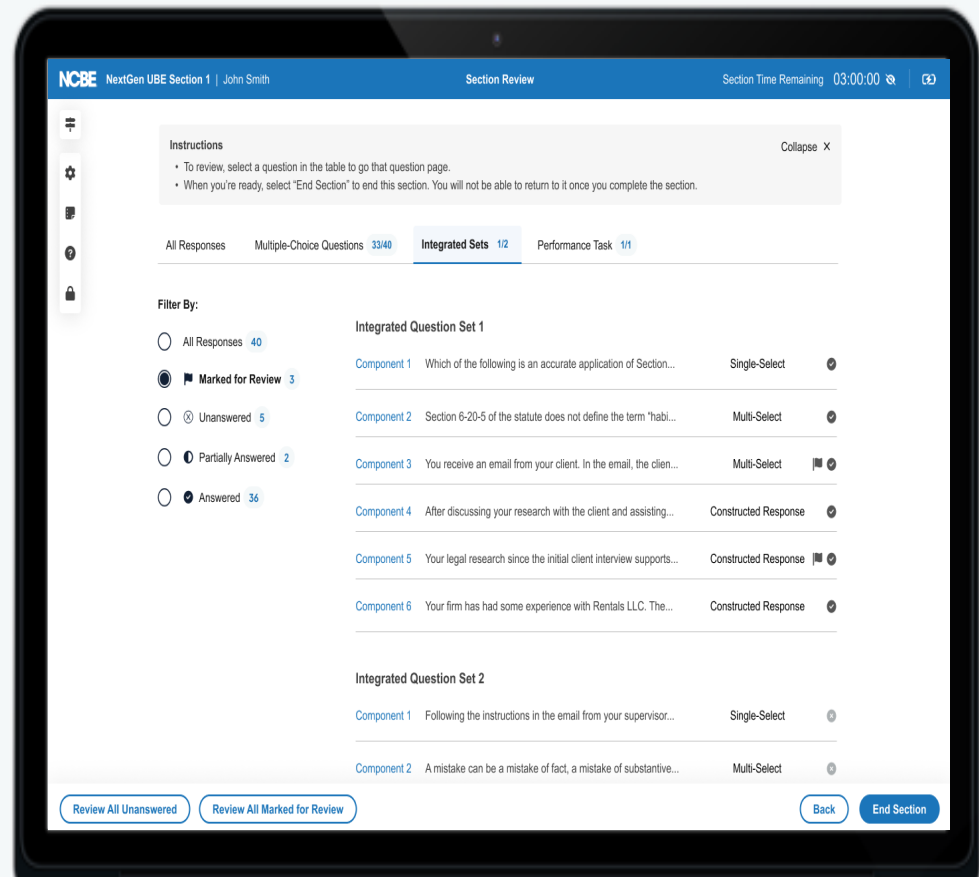 NCBE NextGen UBE Section 1 | John Smith Section Review Section Time Remaining 03:00:00
Instructions Collapse X
• To review, select a question in the table to go that question page.
• When you're ready, select “End Section” to end this section. You will not be able to return to it once you complete the section.
All Responses Multiple-Choice Questions 33/40 Integrated Sets 1/2 Performance Task 1/1
Filter By:
All Responses 40
Marked for Review 3
Unanswered 5
Partially Answered 2
Answered 36
Integrated Question Set 1
Component 1 Which of the following is an accurate application of Section... Single-Select
Component 2 Section 6-20-5 of the statute does not define the term “habi... Multi-Select
Component 3 You receive an email from your client. In the email, the clien... Multi-Select
Component 4 After discussing your research with the client and assisting... Constructed Response
Component 5 Your legal research since the initial client interview supports... Constructed Response
Component 6 Your firm has had some experience with Rentals LLC. The... Constructed Response
Integrated Question Set 2
Component 1 Following the instructions in the email from your supervisor... Single-Select
Component 2 A mistake can be a mistake of fact, a mistake of substantive... Multi-Select
Review All Unanswered Review All Marked for Review Back End Section